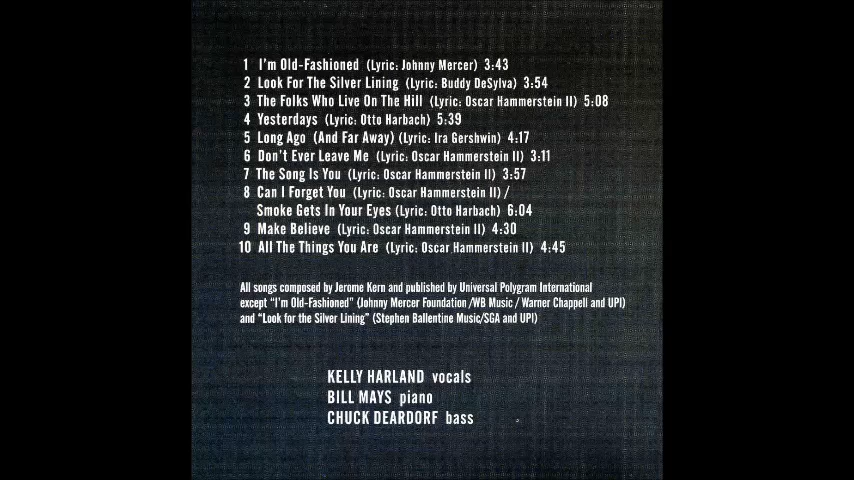 1 I'm Old-Fashioned (Lyric: Johnny Mercer) 3:43
2 Look For The Silver Lining (Lyric: Buddy DeSylva) 3:54
3 The Folks Who Live On The Hill (Lyric: Oscar Hammerstein II) 5:08
4 Yesterdays (Lyric: Otto Harbach) 5:39
5 Long Ago (And Far Away) (Lyric: Ira Gershwin) 4:17
6 Don't Ever Leave Me (Lyric: Oscar Hammerstein II) 3:11
7 The Song Is You (Lyric: Oscar Hammerstein II) 3:57
8 Can I Forget You (Lyric: Oscar Hammerstein II) /
Smoke Gets In Your Eyes (Lyric: Otto Harbach) 6:04
9 Make Believe (Lyric: Oscar Hammerstein II) 4:30
10 All The Things You Are (Lyric: Oscar Hammerstein II) 4:45
All songs composed by Jerome Kern and published by Universal Polygram International
except "I'm Old-Fashioned" (Johnny Mercer Foundation /WB Music / Warner Chappell and UPI)
and "Look for the Silver Lining" (Stephen Ballentine Music/SGA and UPI)
KELLY HARLAND vocals
BILL MAYS piano
CHUCK DEARDORF bass